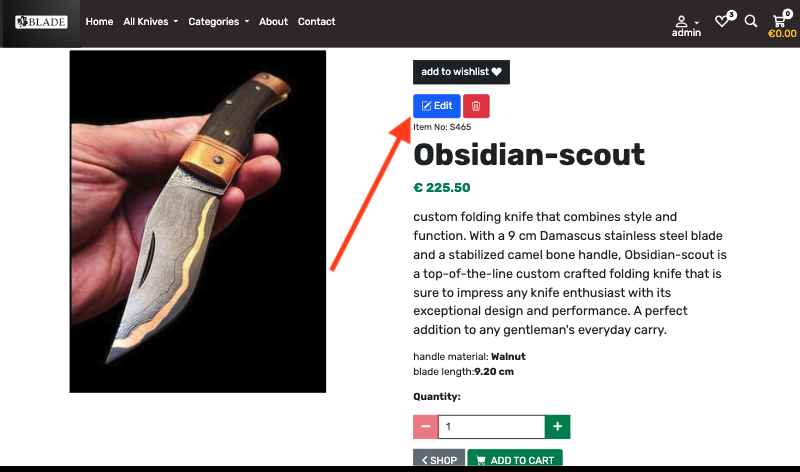 BLADE
Home All Knives Categories About Contact
3
0
admin
€0.00
add to wishlist
Edit
Item No: S465
Obsidian-scout
€ 225.50
custom folding knife that combines style and
function. With a 9 cm Damascus stainless steel blade
and a stabilized camel bone handle, Obsidian-scout is
a top-of-the-line custom crafted folding knife that is
sure to impress any knife enthusiast with its
exceptional design and performance. A perfect
addition to any gentleman's everyday carry.
handle material: Walnut
blade length:9.20 cm
Quantity:
1
SHOP ADD TO CART